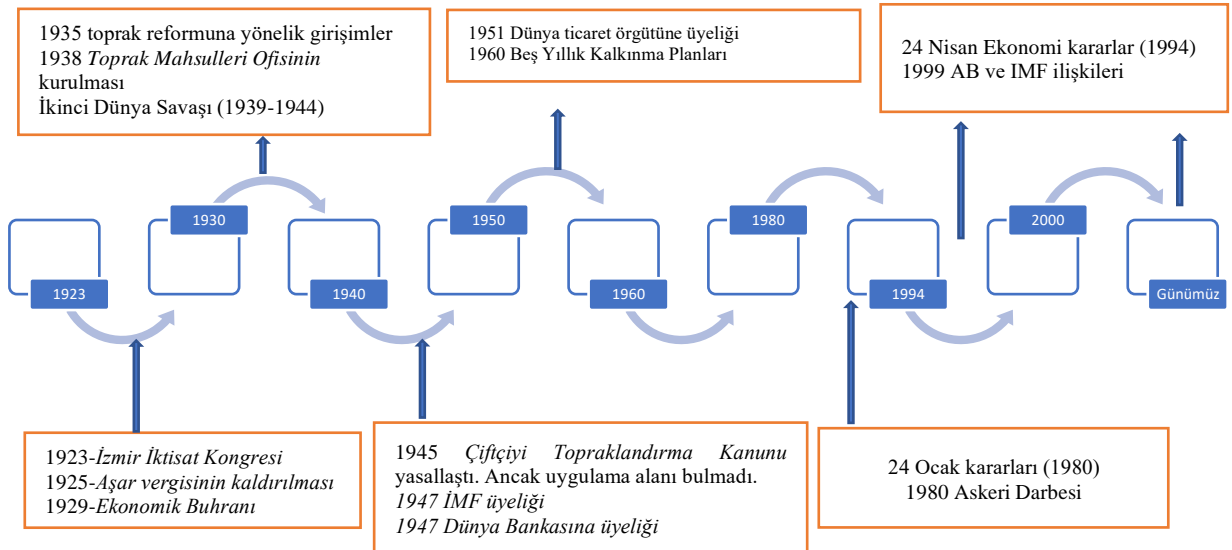 1935 toprak reformuna yönelik girişimler
1938 Toprak Mahsulleri Ofisinin
kurulması
İkinci Dünya Savaşı (1939-1944)
1951 Dünya ticaret örgütüne üyeliği
1960 Beş Yıllık Kalkınma Planları
24 Nisan Ekonomi kararlar (1994)
1999 AB ve IMF ilişkileri
1930
1950
1980
2000
1923
1940
1960
1994
Günümüz
1923-İzmir İktisat Kongresi
1925-Aşar vergisinin kaldırılması
1929-Ekonomik Buhranı
1945 Çiftçiyi Topraklandırma Kanunu
yasallaştı. Ancak uygulama alanı bulmadı.
1947 İMF üyeliği
1947 Dünya Bankasına üyeliği
24 Ocak kararları (1980)
1980 Askeri Darbesi